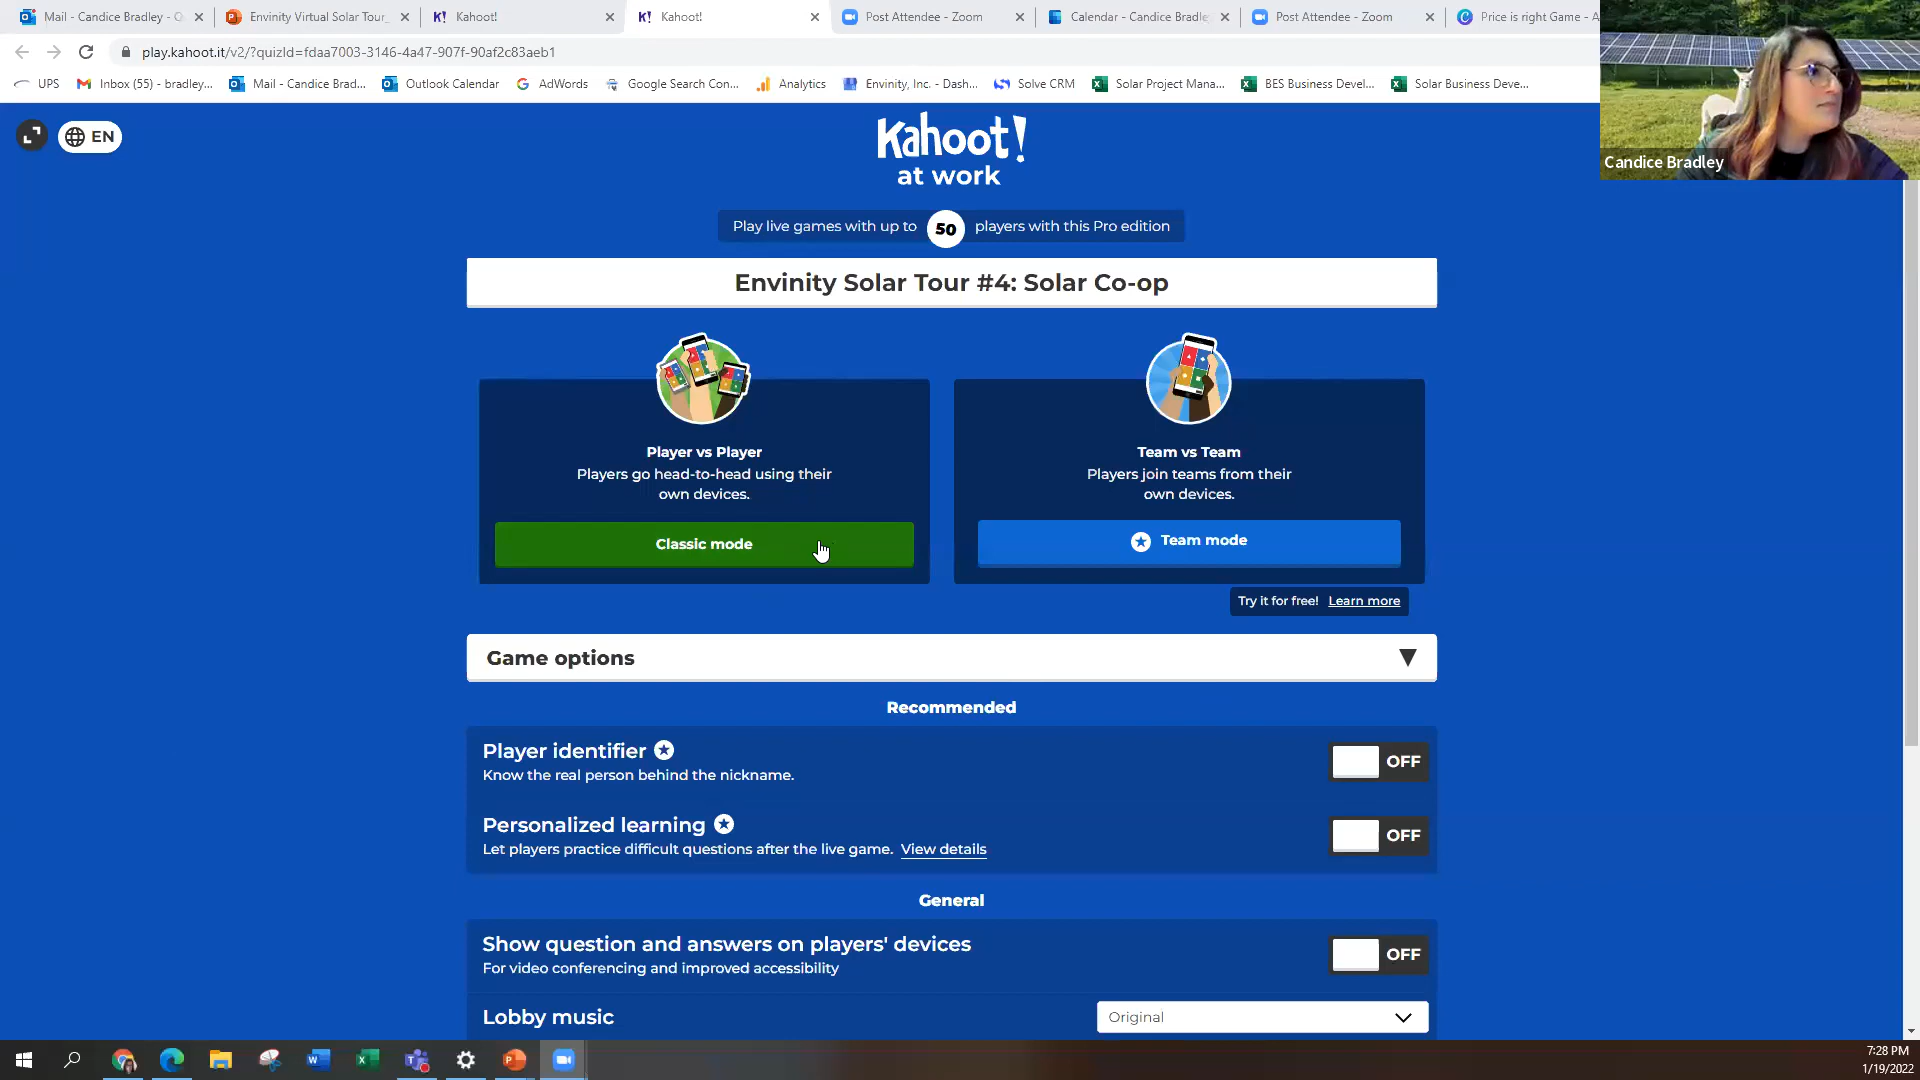 Mail - Candice Bradley - O
Envinity Virtual Solar Tour_
Kahoot!
Kahoot!
Post Attendee - Zoom
Calendar - Candice Bradle
Post Attendee - Zoom
Price is right Game - A
play.kahoot.it/v2/?quizId=fdaa7003-3146-4a47-907f-90af2c83aeb1
UPS
Inbox (55) - bradley...
Mail - Candice Brad...
Outlook Calendar
AdWords
Google Search Con...
Analytics
Envinity, Inc. - Dash...
Solve CRM
Solar Project Mana...
BES Business Devel...
Solar Business Deve...
EN
Candice Bradley
Kahoot!
at work
Play live games with up to 50 players with this Pro edition
Envinity Solar Tour #4: Solar Co-op
Player vs Player
Players go head-to-head using their
own devices.
Classic mode
Team vs Team
Players join teams from their
own devices.
Team mode
Try it for free! Learn more
Game options
Recommended
Player identifier
Know the real person behind the nickname.
OFF
Personalized learning
Let players practice difficult questions after the live game. View details
OFF
General
Show question and answers on players' devices
For video conferencing and improved accessibility
OFF
Lobby music
Original
7:28 PM
1/19/2022